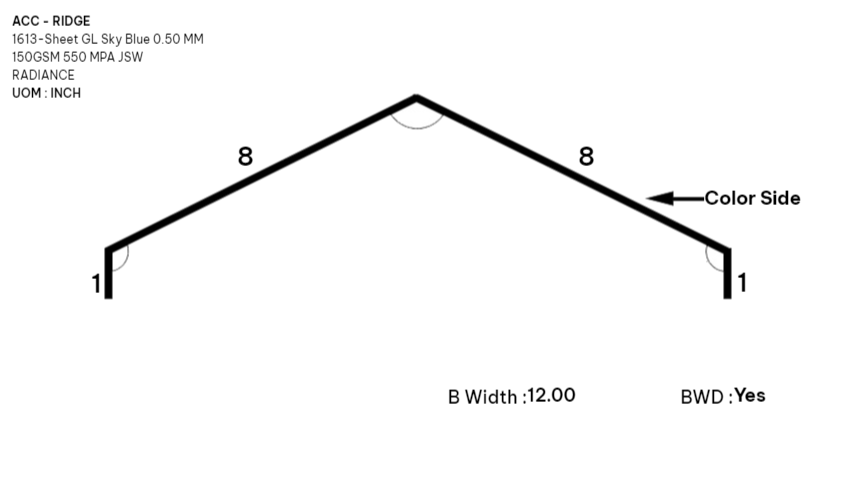 ACC - RIDGE
1613-Sheet GL Sky Blue 0.50 MM
150GSM 550 MPA JSW
RADIANCE
UOM : INCH
8
8
Color Side
1
1
B Width :12.00
BWD :Yes